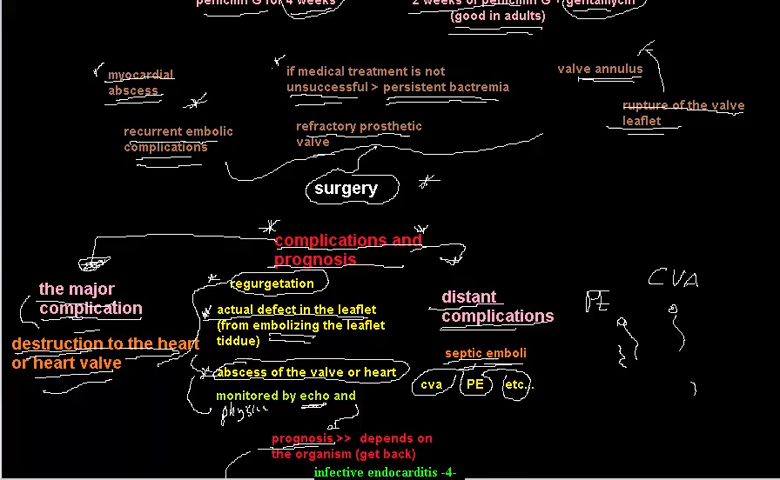 penicilin G for 4 weeks
2 weeks of penicilin G + gentamycin
(good in adults)
myocardial
abscess
if medical treatment is not
unsuccessful > persistent bactremia
valve annulus
rupture of the valve
leaflet
recurrent embolic
complications
refractory prosthetic
valve
surgery
complications and
prognosis
the major
complication
destruction to the heart
or heart valve
regurgetation
actual defect in the leaflet
(from embolizing the leaflet
tiddue)
abscess of the valve or heart
monitored by echo and
physic
distant
complications
septic emboli
cva PE etc...
PE
CVA
prognosis>> depends on
the organism (get back)
infective endocarditis -4-